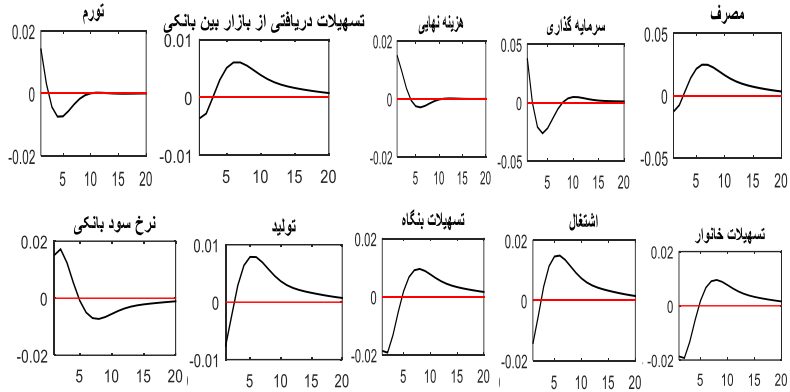 مصرف
0.05
0
-0.05
5 10 15 20
سرمایه گذاری
0.05
0
-0.05
5 10 15 20
هزینه نهایی
0.02
0
-0.02
5 10 15 20
تسهیلات دریافتی از بازار بین بانکی
0.01
0
-0.01
5 10 15 20
تورم
0.02
0
-0.02
5 10 15 20
تسهیلات خانوار
0.02
0
-0.02
5 10 15 20
اشتغال
0.02
0
-0.02
5 10 15 20
تسهیلات بنگاه
0.02
0
-0.02
5 10 15 20
تولید
0.01
0
-0.01
5 10 15 20
نرخ سود بانکی
0.02
0
-0.02
5 10 15 20